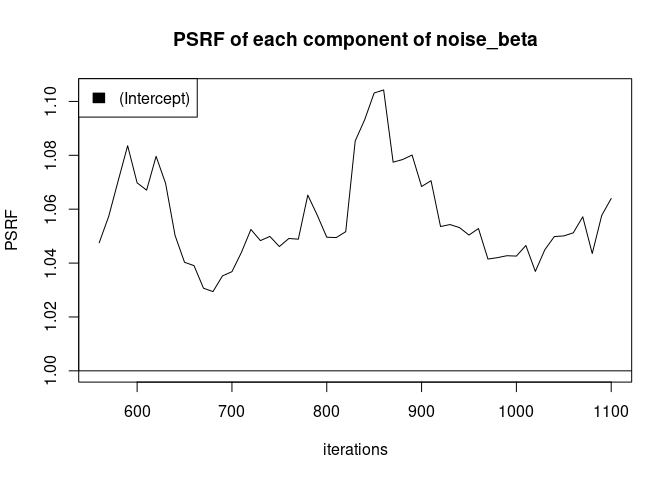 PSRF of each component of noise_beta
(Intercept)
PSRF
1.10
1.08
1.06
1.04
1.02
1.00
600 700 800 900 1000 1100
iterations